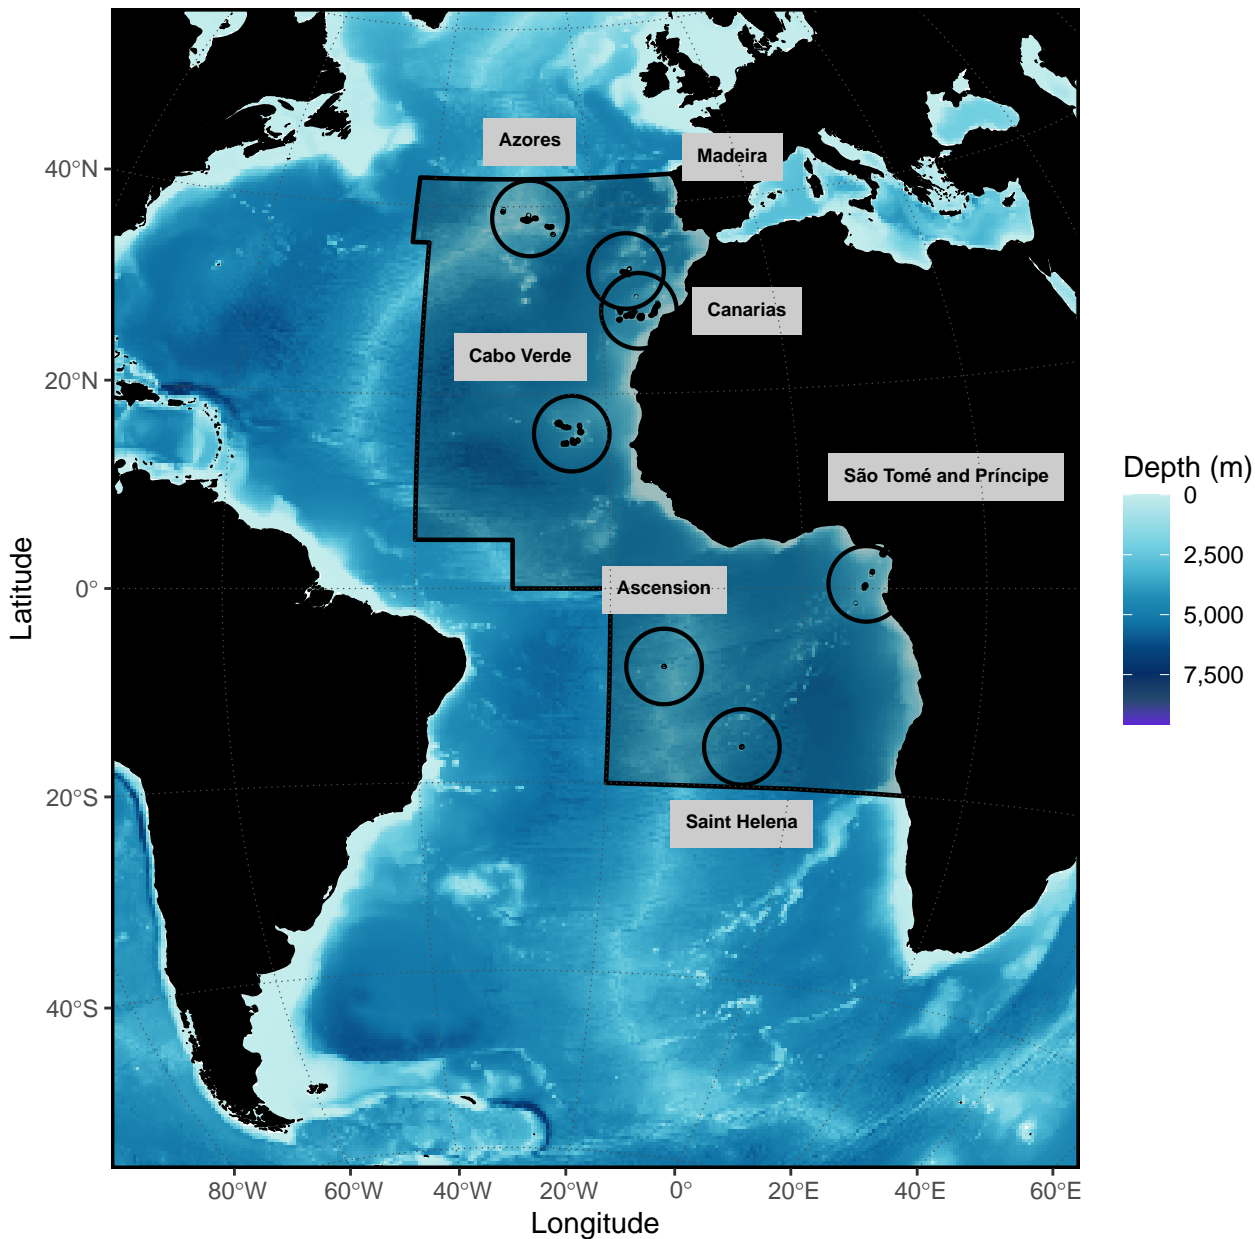 Azores
Madeira
Canarias
Cabo Verde
São Tomé and Príncipe
Ascension
Saint Helena
40°N
20°N
0°
20°S
40°S
Latitude
80°W
60°W
40°W
20°W
0°
20°E
40°E
60°E
Longitude
Depth (m)
0
2,500
5,000
7,500